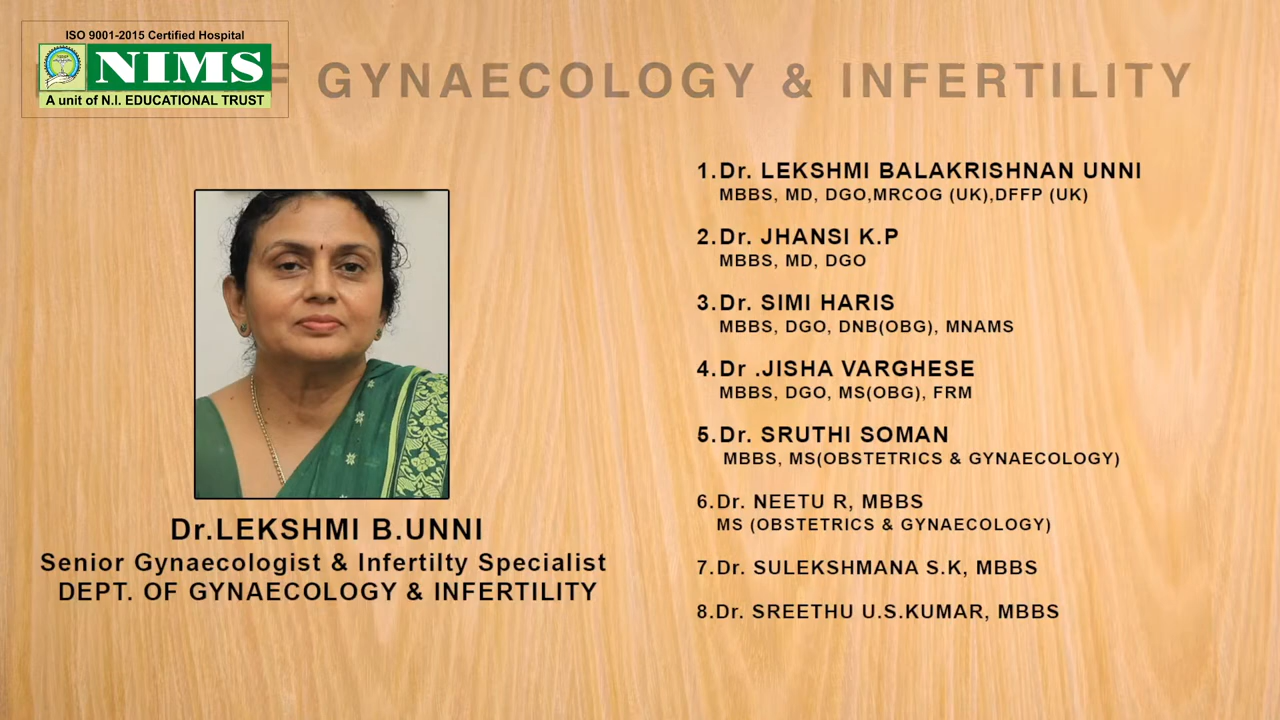 ISO 9001-2015 Certified Hospital
NIMS
A unit of N.I. EDUCATIONAL TRUST
F GYNAECOLOGY & INFERTILITY
1.Dr. LEKSHMI BALAKRISHNAN UNNI
MBBS, MD, DGO,MRCOG (UK),DFFP (UK)
2.Dr. JHANSI K.P
MBBS, MD, DGO
3.Dr. SIMI HARIS
MBBS, DGO, DNB(OBG), MNAMS
4.Dr .JISHA VARGHESE
MBBS, DGO, MS(OBG), FRM
5.Dr. SRUTHI SOMAN
MBBS, MS(OBSTETRICS & GYNAECOLOGY)
6.Dr. NEETU R, MBBS
MS (OBSTETRICS & GYNAECOLOGY)
7.Dr. SULEKSHMANA S.K, MBBS
8.Dr. SREETHU U.S.KUMAR, MBBS
Dr.LEKSHMI B.UNNI
Senior Gynaecologist & Infertilty Specialist
DEPT. OF GYNAECOLOGY & INFERTILITY